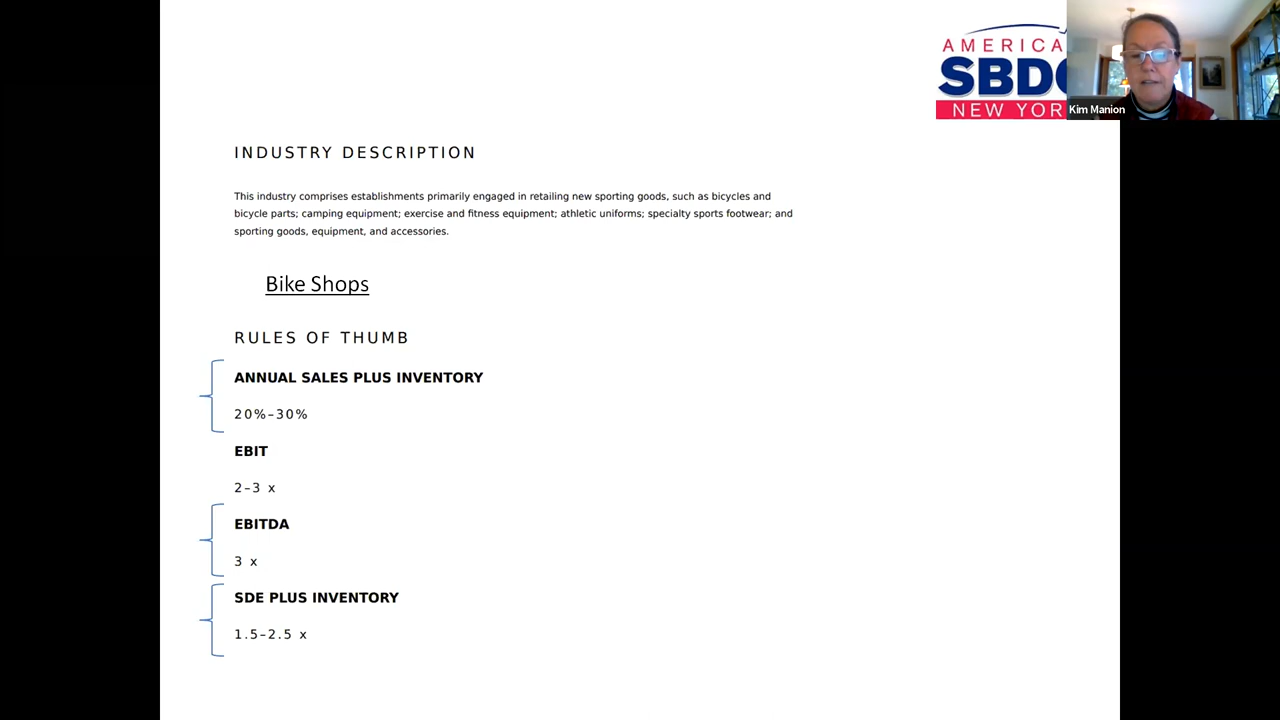 AMERICA
SBDC
NEW YOR
Kim Manion
INDUSTRY DESCRIPTION
This industry comprises establishments primarily engaged in retailing new sporting goods, such as bicycles and
bicycle parts; camping equipment; exercise and fitness equipment; athletic uniforms; specialty sports footwear; and
sporting goods, equipment, and accessories.
Bike Shops
RULES OF THUMB
ANNUAL SALES PLUS INVENTORY
20%–30%
EBIT
2–3 x
EBITDA
3 x
SDE PLUS INVENTORY
1.5–2.5 x